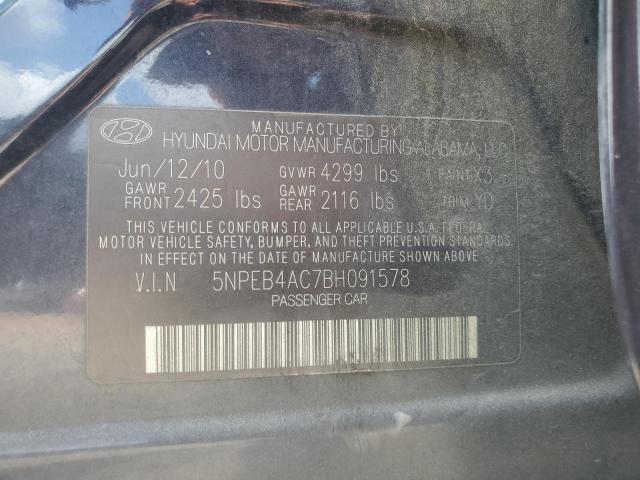 MANUFACTURED BY
HYUNDAI MOTOR MANUFACTURING ALABAMA, LLC
Jun/12/10 GVWR 4299 lbs PAINT X3
GAWR FRONT 2425 lbs GAWR REAR 2116 lbs TRIM YD
THIS VEHICLE CONFORMS TO ALL APPLICABLE U.S.A. FEDERAL
MOTOR VEHICLE SAFETY, BUMPER, AND THEFT PREVENTION STANDARDS
IN EFFECT ON THE DATE OF MANUFACTURE SHOWN ABOVE.
V.I.N 5NPEB4AC7BH091578
PASSENGER CAR